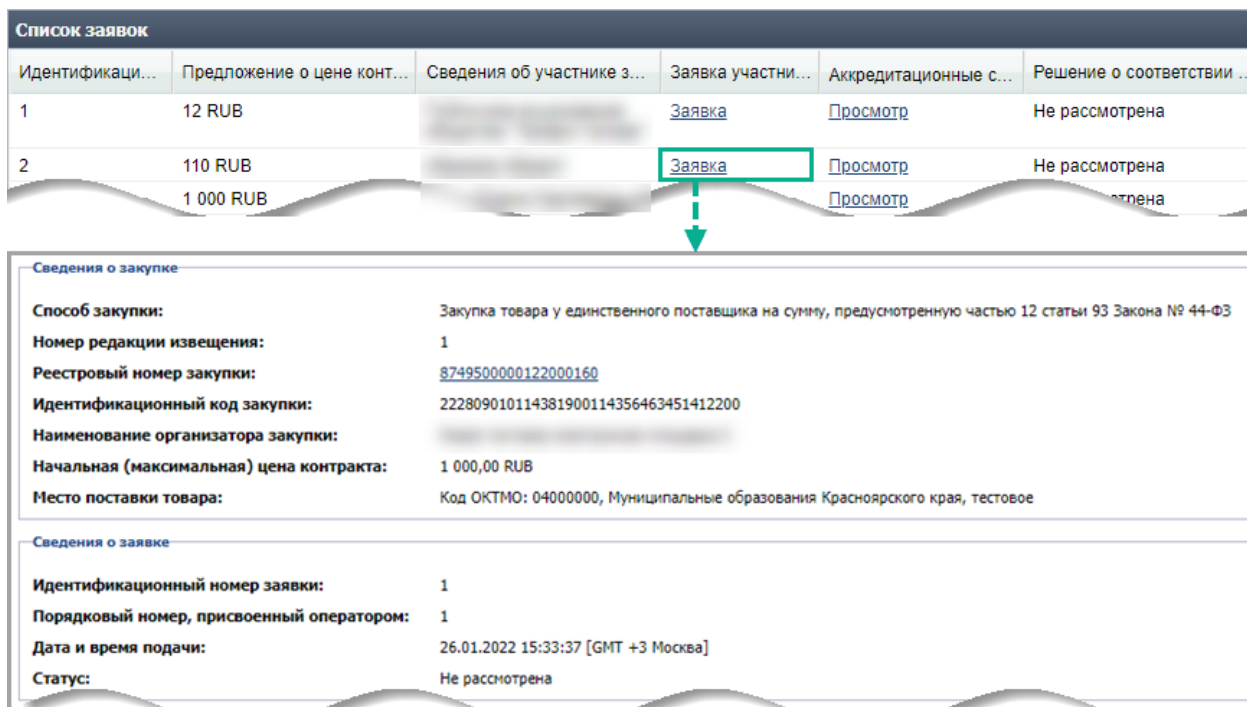 Список заявок
Идентификаци... Предложение о цене конт... Сведения об участнике з... Заявка участни... Аккредитационные с... Решение о соответствии ...
1 12 RUB Заявка Просмотр Не рассмотрена
2 110 RUB Заявка Просмотр Не рассмотрена
1 000 RUB Просмотр
Сведения о закупке
Способ закупки: Закупка товара у единственного поставщика на сумму, предусмотренную частью 12 статьи 93 Закона № 44-ФЗ
Номер редакции извещения: 1
Реестровый номер закупки: 8749500000122000160
Идентификационный код закупки: 222809010114381900114356463451412200
Наименование организатора закупки:
Начальная (максимальная) цена контракта: 1 000,00 RUB
Место поставки товара: Код ОКТМО: 04000000, Муниципальные образования Красноярского края, тестовое
Сведения о заявке
Идентификационный номер заявки: 1
Порядковый номер, присвоенный оператором: 1
Дата и время подачи: 26.01.2022 15:33:37 [GMT +3 Москва]
Статус: Не рассмотрена